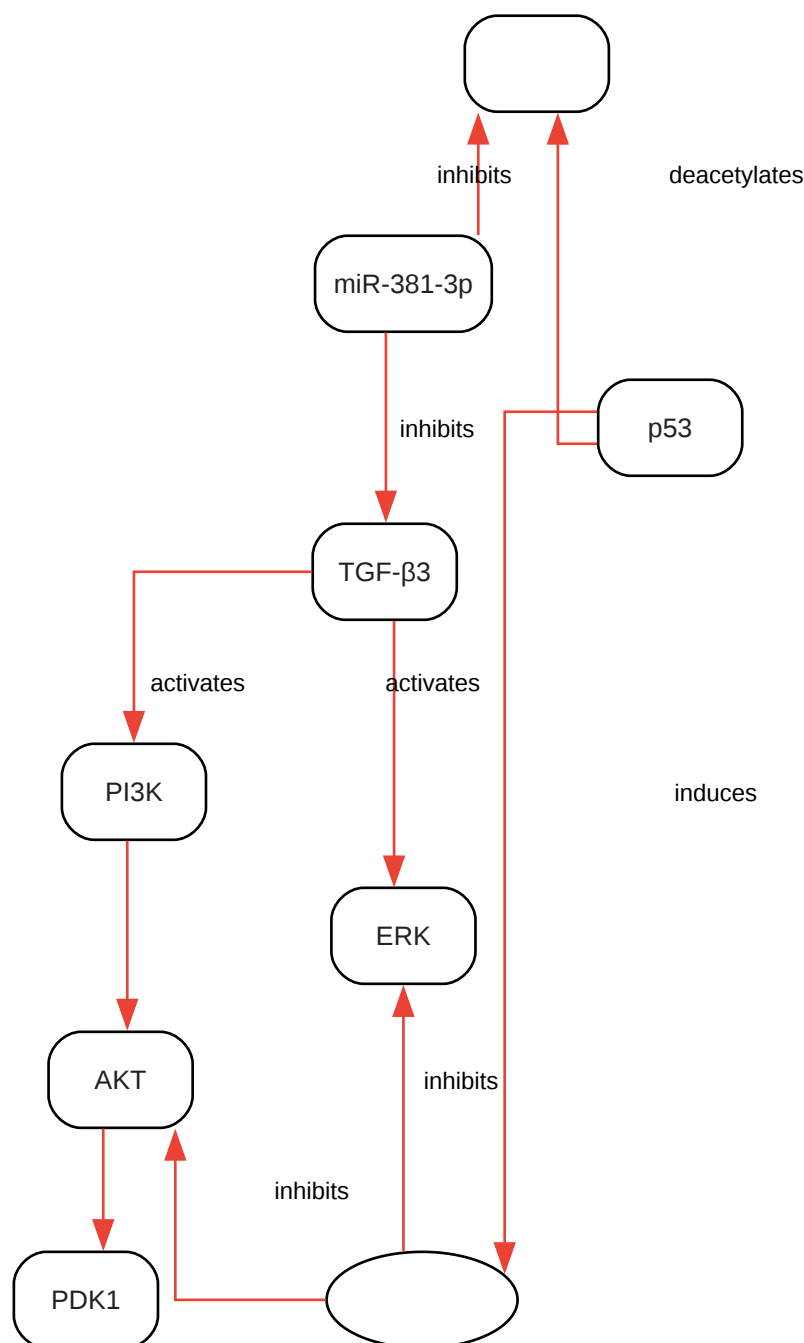 inhibits
deacetylates
miR-381-3p
p53
inhibits
TGF-β3
activates
activates
PI3K
induces
ERK
AKT
inhibits
inhibits
PDK1